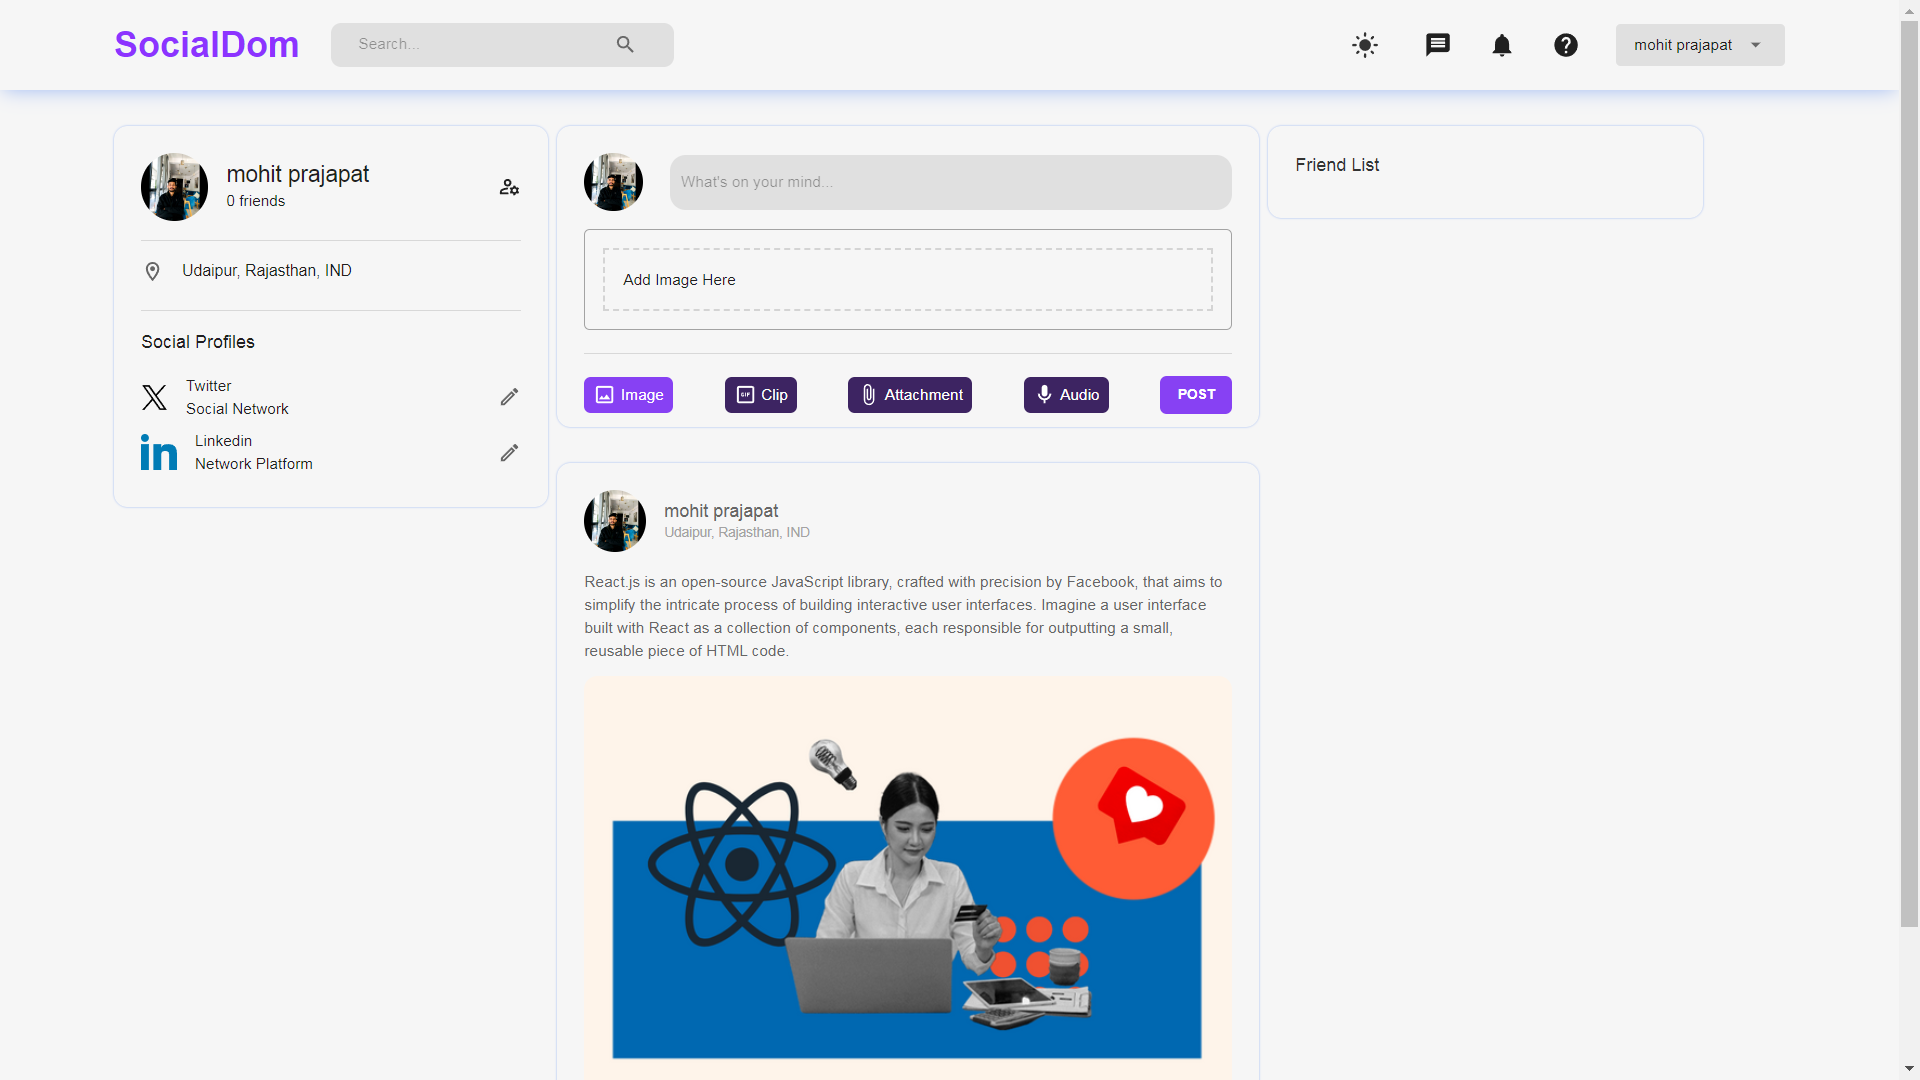 SocialDom
Search...
mohit prajapat
mohit prajapat
0 friends
Udaipur, Rajasthan, IND
Social Profiles
Twitter
Social Network
Linkedin
Network Platform
What's on your mind...
Add Image Here
Image
GIF
Clip
Attachment
Audio
POST
mohit prajapat
Udaipur, Rajasthan, IND
React.js is an open-source JavaScript library, crafted with precision by Facebook, that aims to
simplify the intricate process of building interactive user interfaces. Imagine a user interface
built with React as a collection of components, each responsible for outputting a small,
reusable piece of HTML code.
Friend List